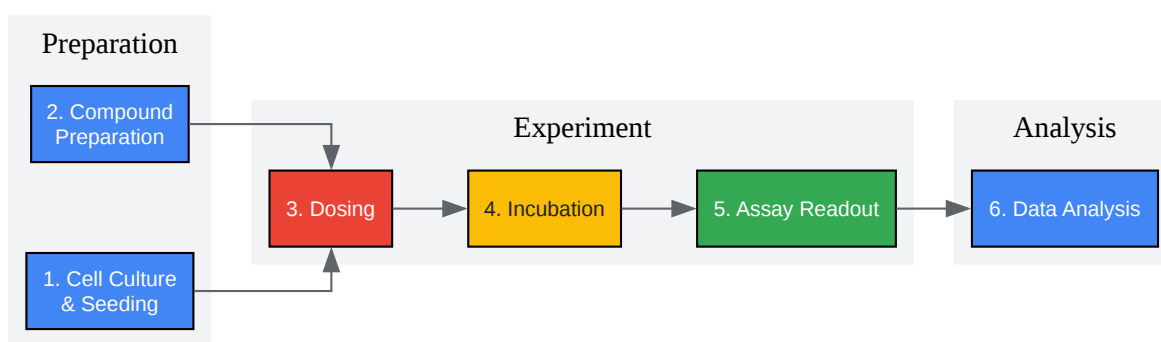 Preparation
2. Compound
Preparation
1. Cell Culture
& Seeding
Experiment
3. Dosing
4. Incubation
5. Assay Readout
Analysis
6. Data Analysis